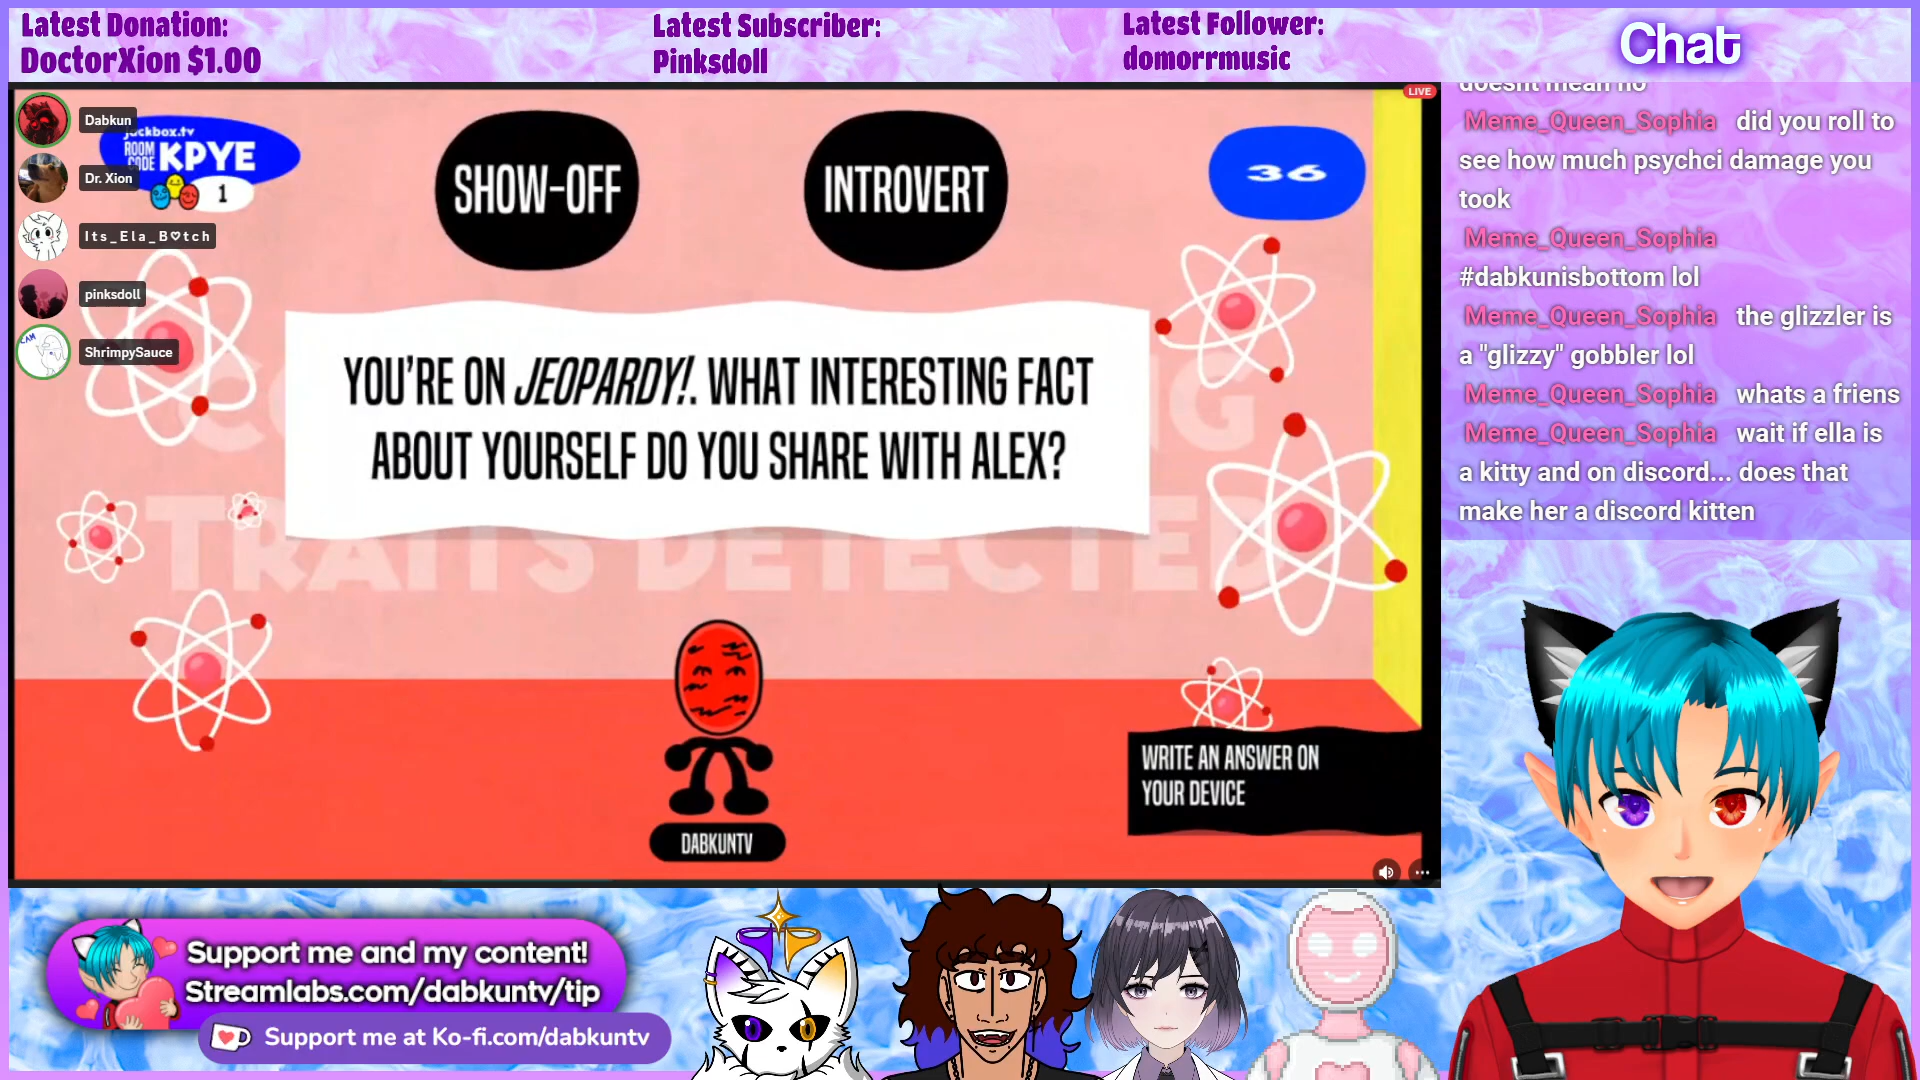 Latest Donation:
DoctorXion $1.00
Latest Subscriber:
Pinksdoll
Latest Follower:
domorrmusic
Chat
LIVE
Dabkun
Dr. Xion
Its_Ela_B♡tch
pinksdoll
ShrimpySauce
jackbox.tv
ROOM
CODE
KPYE
1
SHOW-OFF
INTROVERT
36
YOU'RE ON JEOPARDY!. WHAT INTERESTING FACT
ABOUT YOURSELF DO YOU SHARE WITH ALEX?
TRAITS DETECTED
DABKUNTV
WRITE AN ANSWER ON
YOUR DEVICE
doesnt mean no
Meme_Queen_Sophia did you roll to
see how much psychci damage you
took
Meme_Queen_Sophia
#dabkunisbottom lol
Meme_Queen_Sophia the glizzler is
a "glizzy" gobbler lol
Meme_Queen_Sophia whats a friens
Meme_Queen_Sophia wait if ella is
a kitty and on discord... does that
make her a discord kitten
Support me and my content!
Streamlabs.com/dabkuntv/tip
Support me at Ko-fi.com/dabkuntv